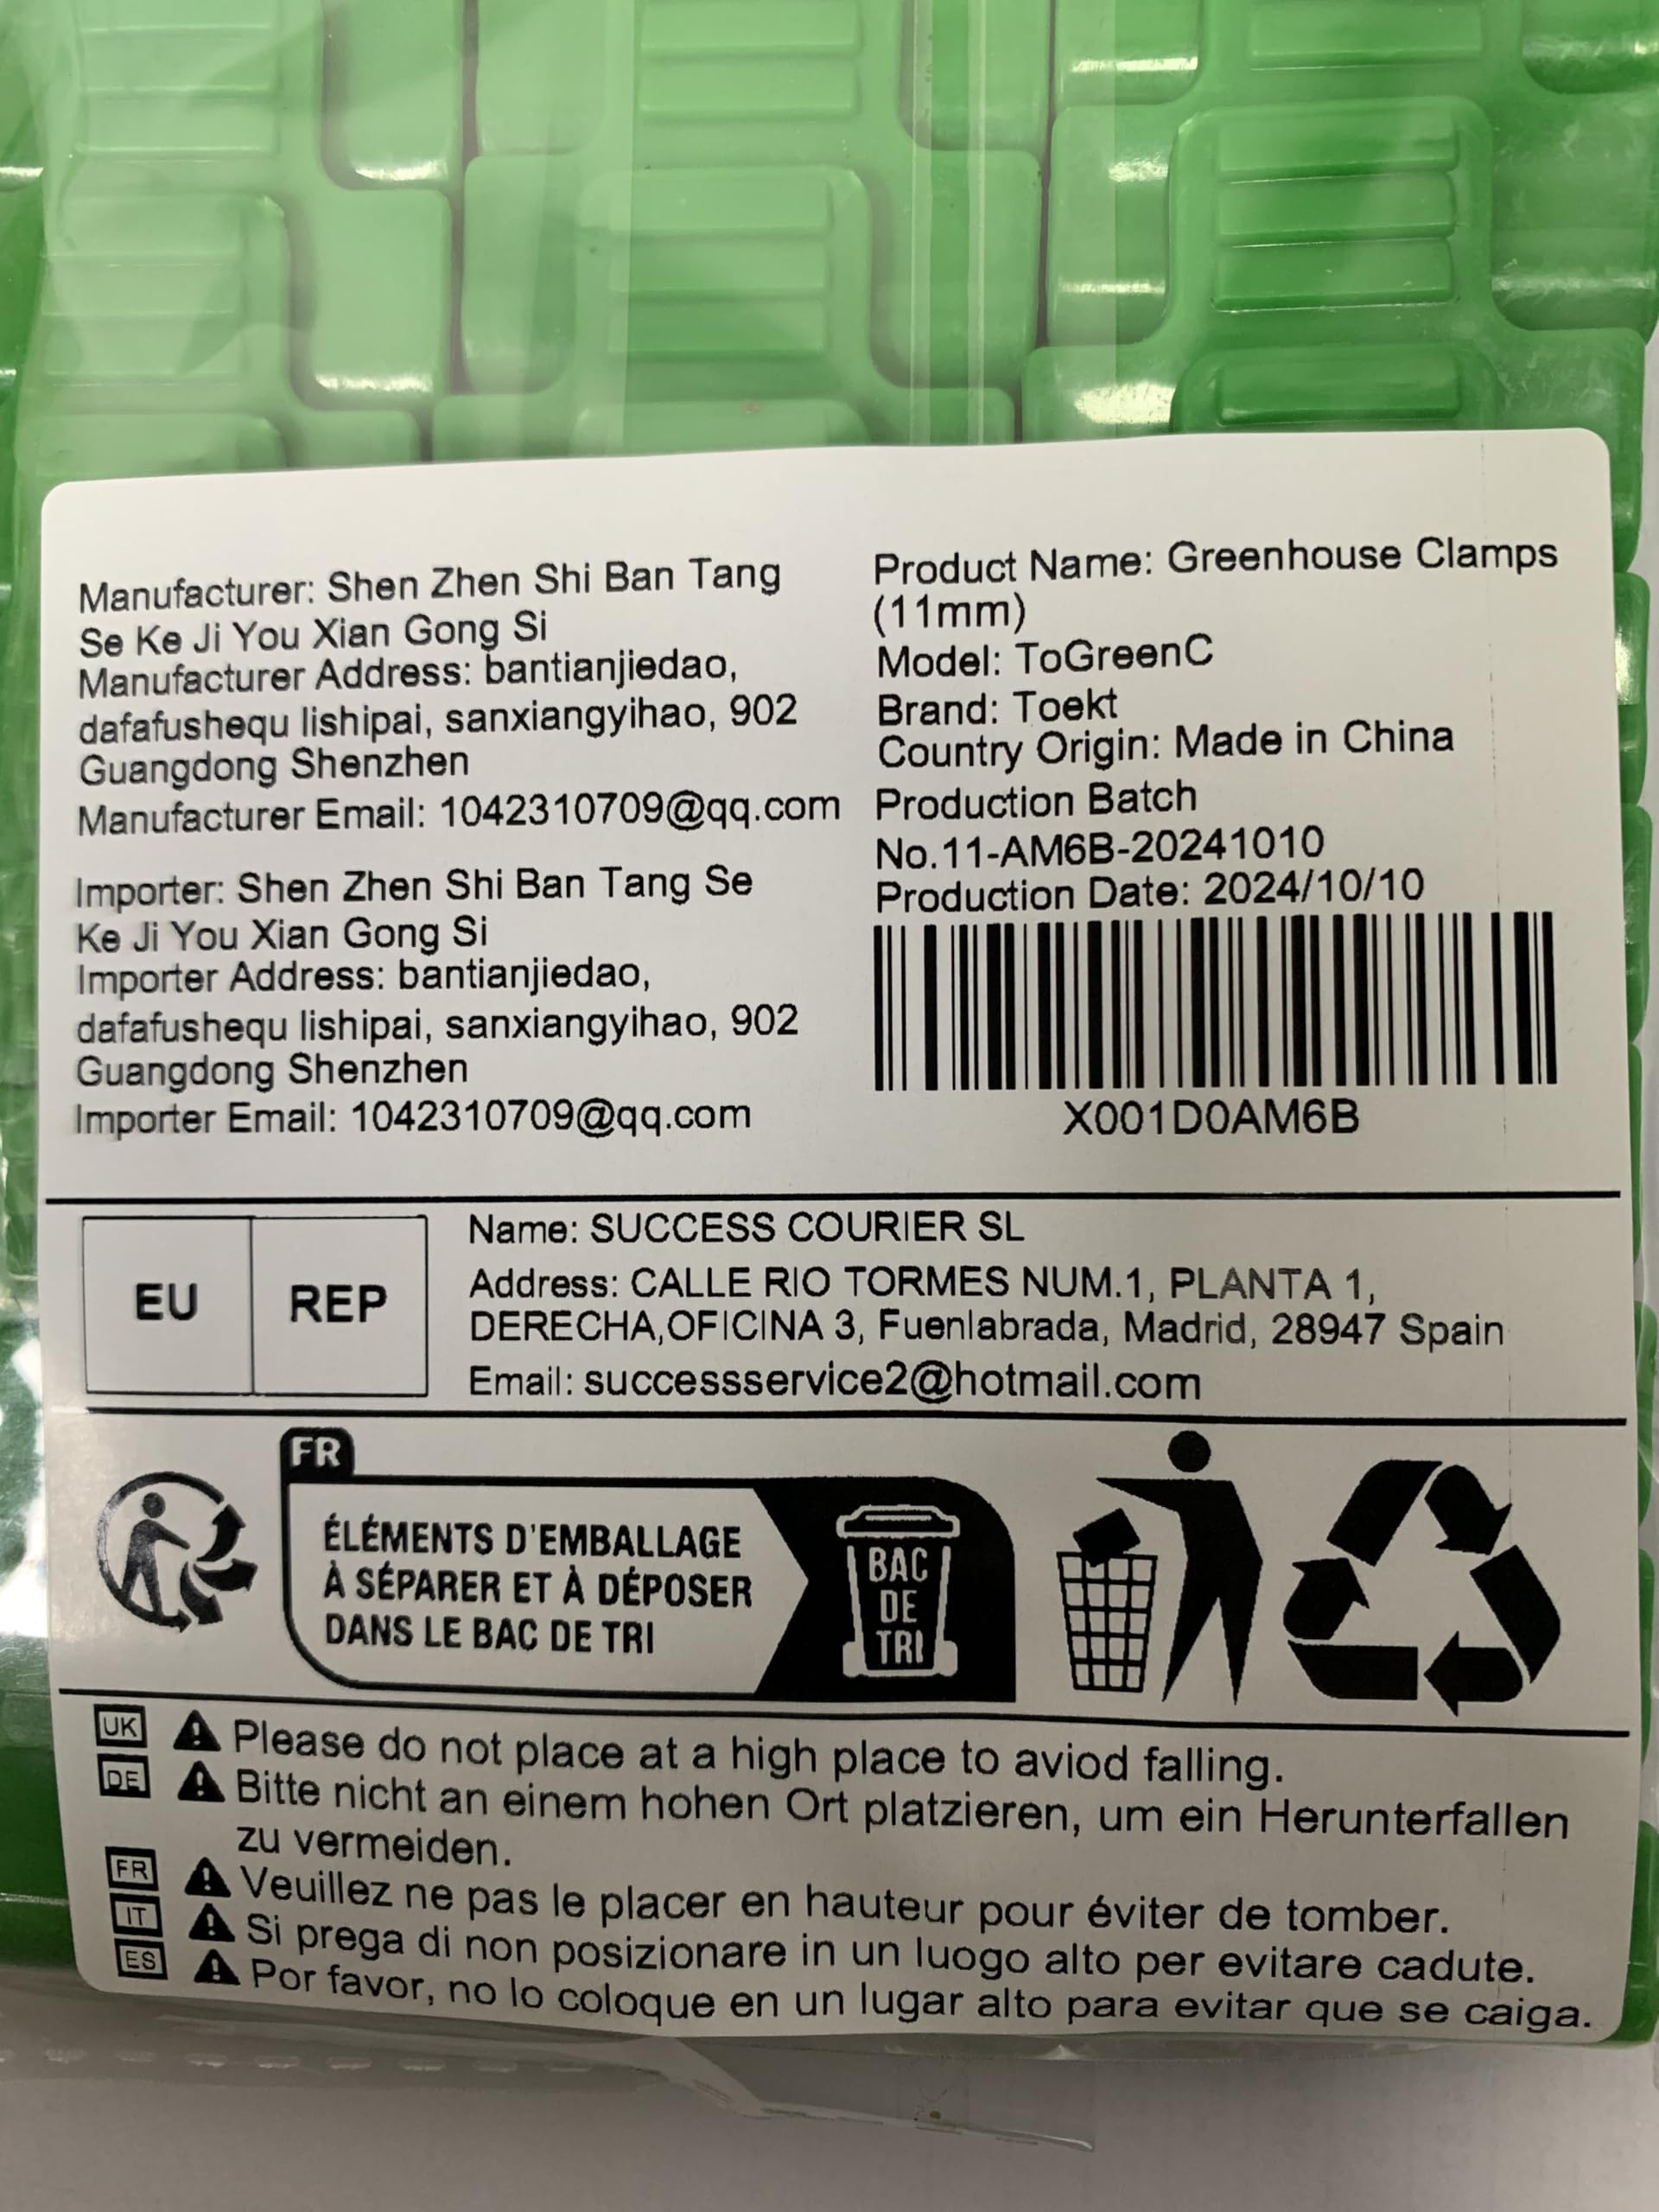 Manufacturer: Shen Zhen Shi Ban Tang
Se Ke Ji You Xian Gong Si
Manufacturer Address: bantianjiedao,
dafafushequ lishipai, sanxiangyihao, 902
Guangdong Shenzhen
Manufacturer Email: 1042310709@qq.com
Importer: Shen Zhen Shi Ban Tang Se
Ke Ji You Xian Gong Si
Importer Address: bantianjiedao,
dafafushequ lishipai, sanxiangyihao, 902
Guangdong Shenzhen
Importer Email: 1042310709@qq.com
Product Name: Greenhouse Clamps
(11mm)
Model: ToGreenC
Brand: Toekt
Country Origin: Made in China
Production Batch
No.11-AM6B-20241010
Production Date: 2024/10/10
X001D0AM6B
EU REP
Name: SUCCESS COURIER SL
Address: CALLE RIO TORMES NUM.1, PLANTA 1,
DERECHA,OFICINA 3, Fuenlabrada, Madrid, 28947 Spain
Email: successservice2@hotmail.com
FR
ÉLÉMENTS D'EMBALLAGE
À SÉPARER ET À DÉPOSER
DANS LE BAC DE TRI
BAC
DE
TRI
UK Please do not place at a high place to aviod falling.
DE Bitte nicht an einem hohen Ort platzieren, um ein Herunterfallen
zu vermeiden.
FR Veuillez ne pas le placer en hauteur pour éviter de tomber.
IT Si prega di non posizionare in un luogo alto per evitare cadute.
ES Por favor, no lo coloque en un lugar alto para evitar que se caiga.